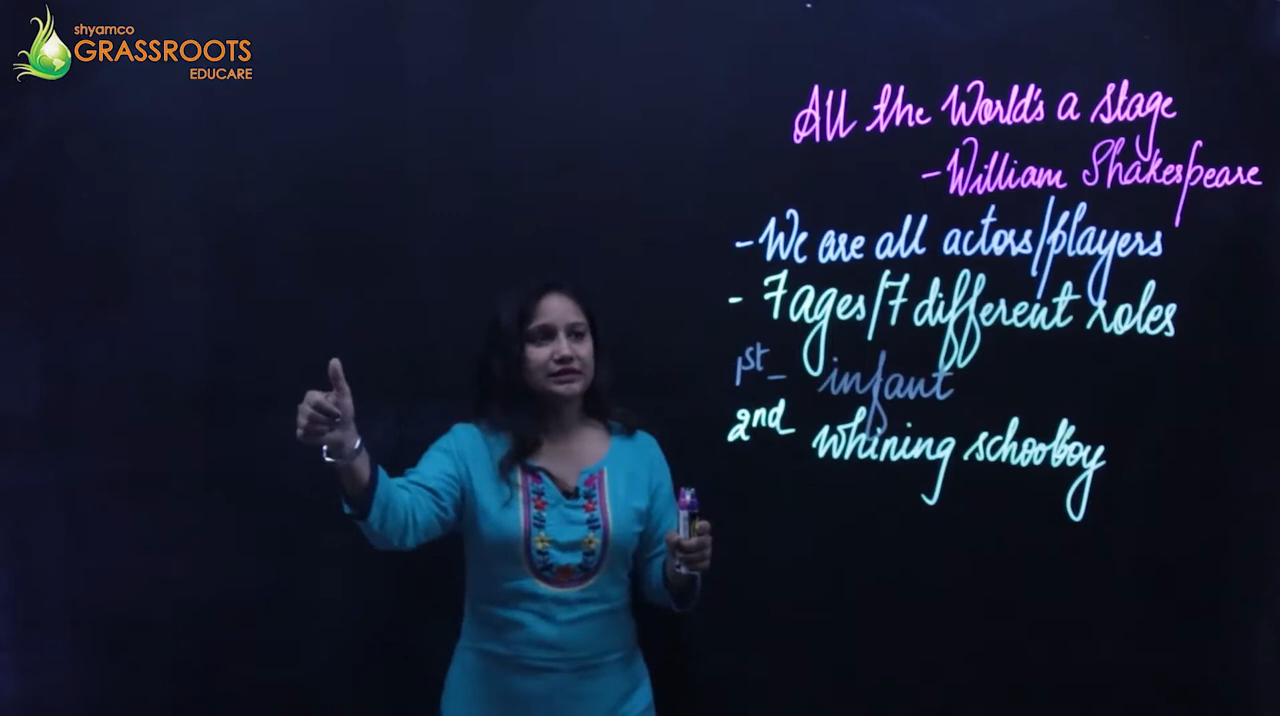 shyamco
GRASSROOTS
EDUCARE
All the World's a stage
- William Shakespeare
- We are all actors/players
- 7 ages/7 different roles
1st - infant
2nd - whining schoolboy